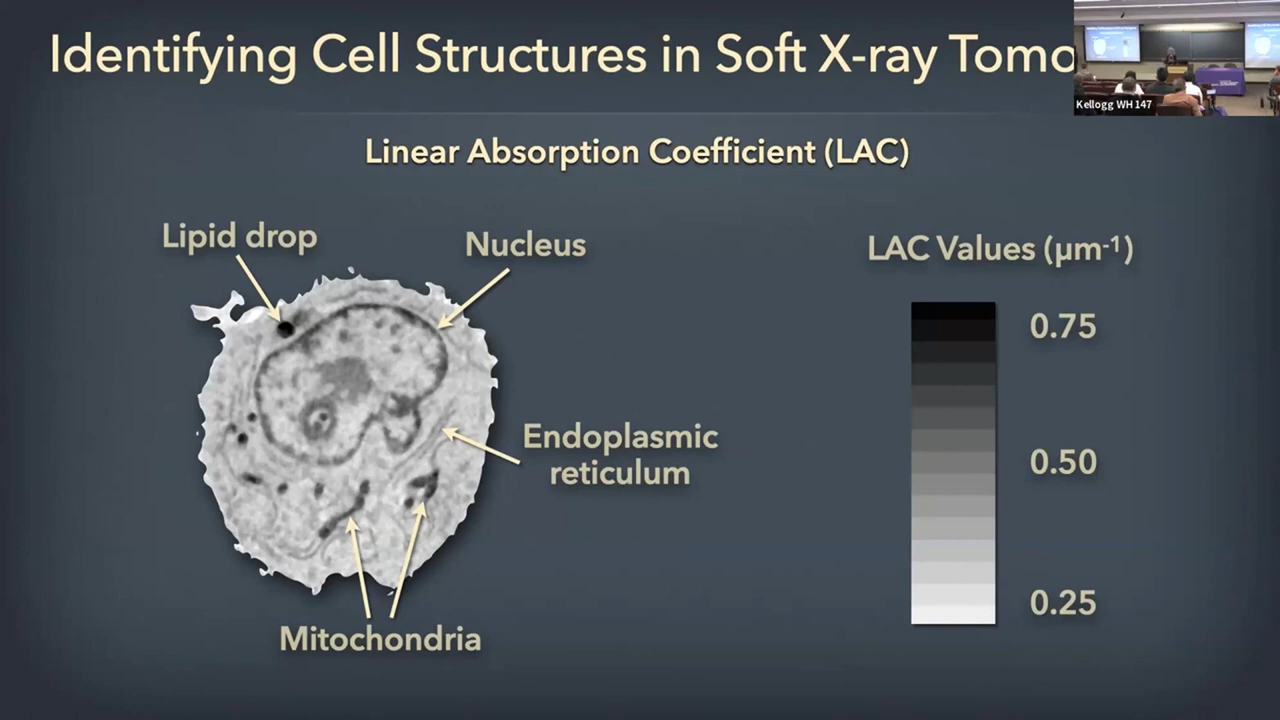 Identifying Cell Structures in Soft X-ray Tomo
Kellogg WH 147
Linear Absorption Coefficient (LAC)
Lipid drop
Nucleus
LAC Values (µm⁻¹)
0.75
Endoplasmic
reticulum
0.50
0.25
Mitochondria